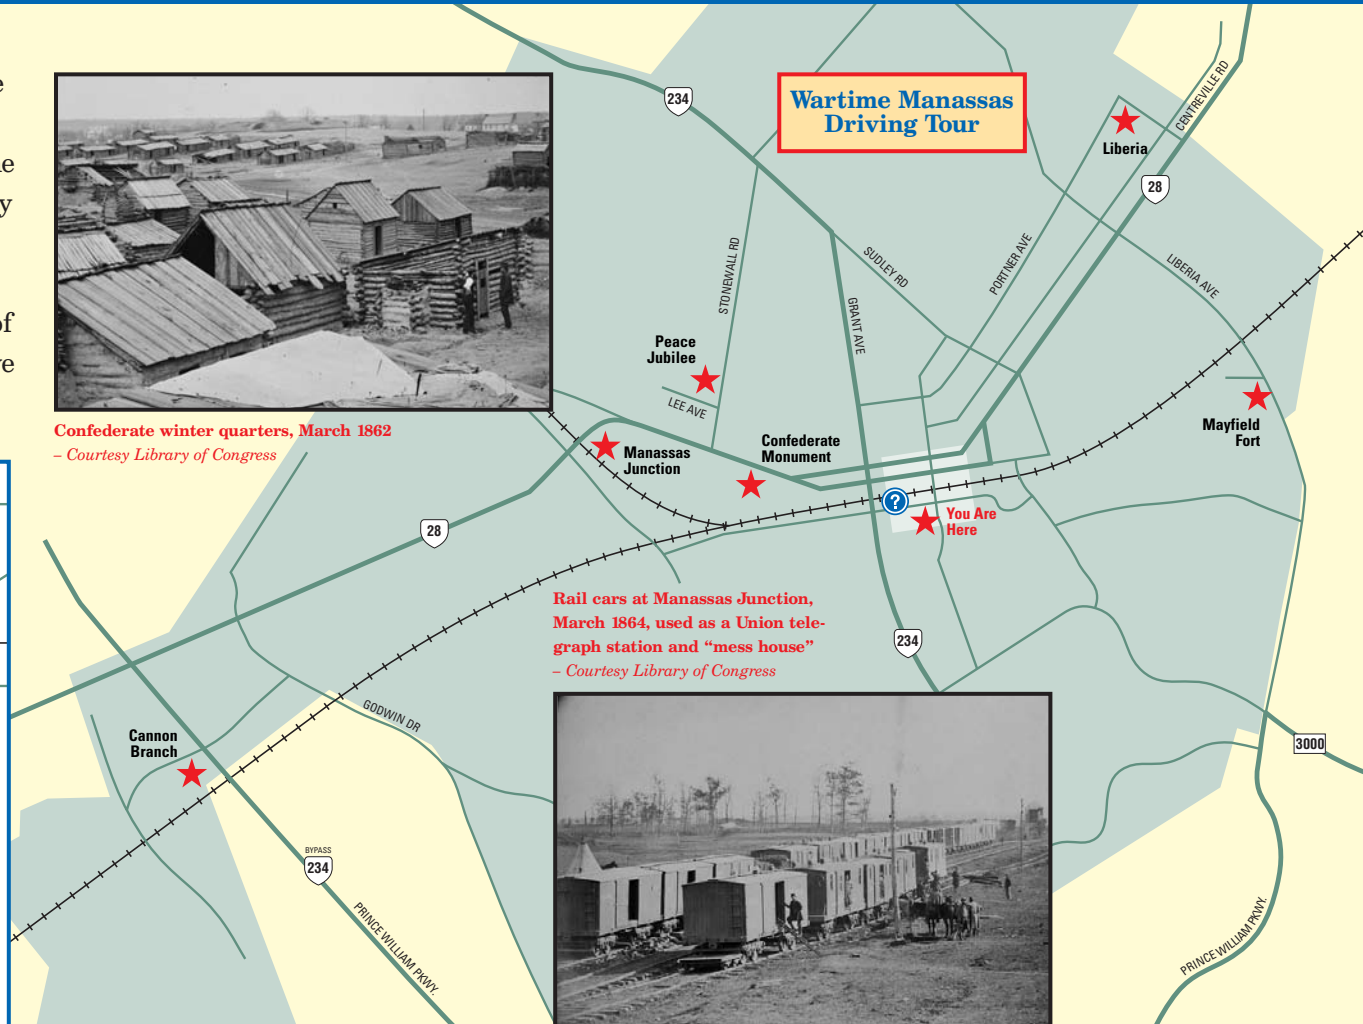 Wartime Manassas
Driving Tour
234
Liberia
CENTREVILLE RD
28
STONEWALL RD
SUDLEY RD
PORTNER AVE
LIBERIA AVE
GRANT AVE
Peace
Jubilee
LEE AVE
Mayfield
Fort
Confederate winter quarters, March 1862
– Courtesy Library of Congress
Manassas
Junction
Confederate
Monument
?
You Are
Here
28
Rail cars at Manassas Junction,
March 1864, used as a Union tele-
graph station and “mess house”
– Courtesy Library of Congress
234
GODWIN DR
Cannon
Branch
3000
BYPASS
234
PRINCE WILLIAM PKWY.
PRINCE WILLIAM PKWY.